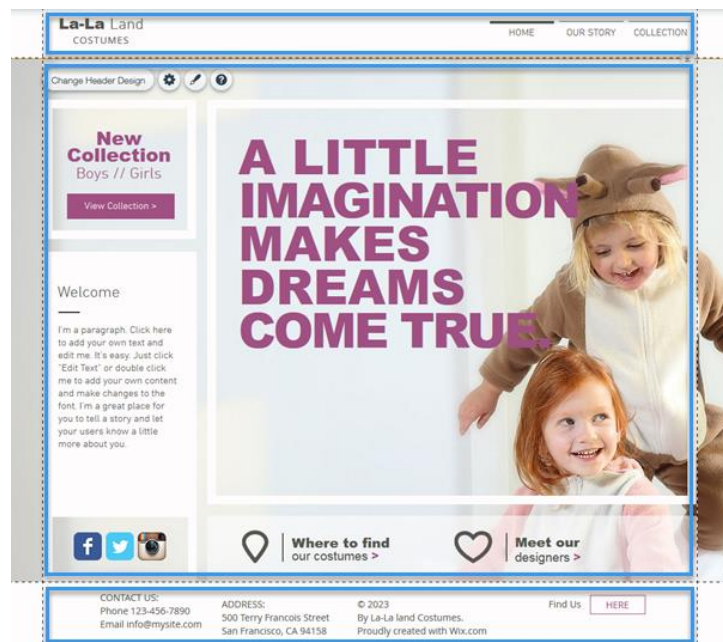 La-La Land
COSTUMES
HOME
OUR STORY
COLLECTION
Change Header Design
New
Collection
Boys // Girls
View Collection >
A LITTLE
IMAGINATION
MAKES
DREAMS
COME TRUE.
Welcome
I'm a paragraph. Click here
to add your own text and
edit me. It's easy. Just click
"Edit Text" or double click
me to add your own content
and make changes to the
font. I'm a great place for
you to tell a story and let
your users know a little
more about you.
Where to find
our costumes >
Meet our
designers >
CONTACT US:
Phone 123-456-7890
Email info@mysite.com
ADDRESS:
500 Terry Francois Street
San Francisco, CA 94158
© 2023
By La-La land Costumes.
Proudly created with Wix.com
Find Us
HERE